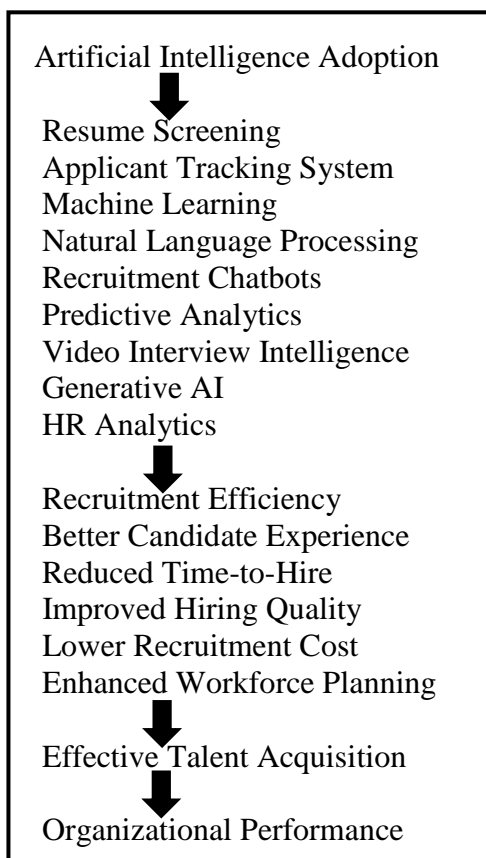 Artificial Intelligence Adoption
Resume Screening
Applicant Tracking System
Machine Learning
Natural Language Processing
Recruitment Chatbots
Predictive Analytics
Video Interview Intelligence
Generative AI
HR Analytics
Recruitment Efficiency
Better Candidate Experience
Reduced Time-to-Hire
Improved Hiring Quality
Lower Recruitment Cost
Enhanced Workforce Planning
Effective Talent Acquisition
Organizational Performance